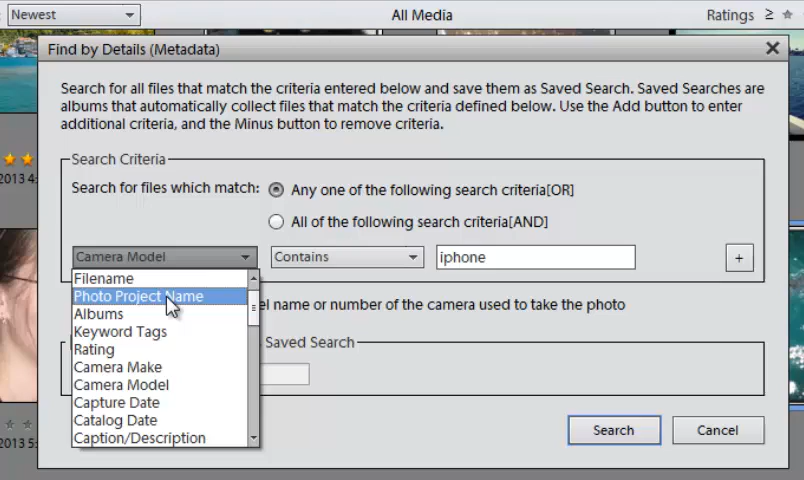 Newest
All Media
Ratings ≥
Find by Details (Metadata)
Search for all files that match the criteria entered below and save them as Saved Search. Saved Searches are
albums that automatically collect files that match the criteria defined below. Use the Add button to enter
additional criteria, and the Minus button to remove criteria.
Search Criteria
Search for files which match:
Any one of the following search criteria[OR]
All of the following search criteria[AND]
Camera Model
Contains
iphone
+
Filename
Photo Project Name
el name or number of the camera used to take the photo
Albums
Keyword Tags
Saved Search
Rating
Camera Make
Camera Model
Capture Date
Catalog Date
Caption/Description
Search
Cancel
2013 4:
2013 5: